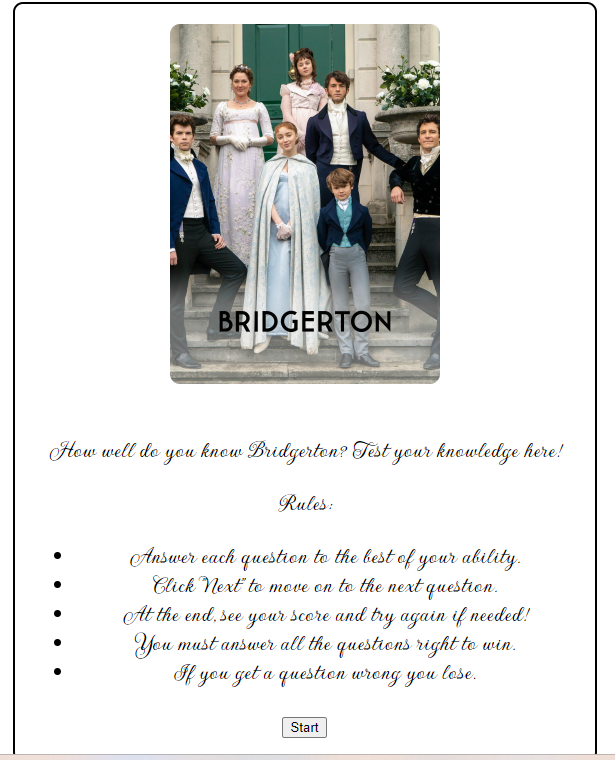 BRIDGERTON
How well do you know Bridgerton? Test your knowledge here!
Rules:
Answer each question to the best of your ability.
Click "Next" to move on to the next question.
At the end, see your score and try again if needed!
You must answer all the questions right to win.
If you get a question wrong you lose.
Start